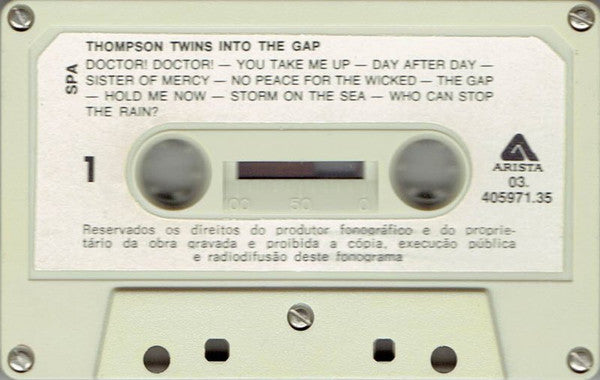 THOMPSON TWINS INTO THE GAP
DOCTOR! DOCTOR! — YOU TAKE ME UP — DAY AFTER DAY —
SISTER OF MERCY — NO PEACE FOR THE WICKED — THE GAP
— HOLD ME NOW — STORM ON THE SEA — WHO CAN STOP
THE RAIN?
SPA
1
ARISTA
03.
405971.35
00 50 0
Reservados os direitos do produtor fonográfico e do proprie-
tário da obra gravada e proibida a cópia, execução pública
e radiodifusão deste fonograma